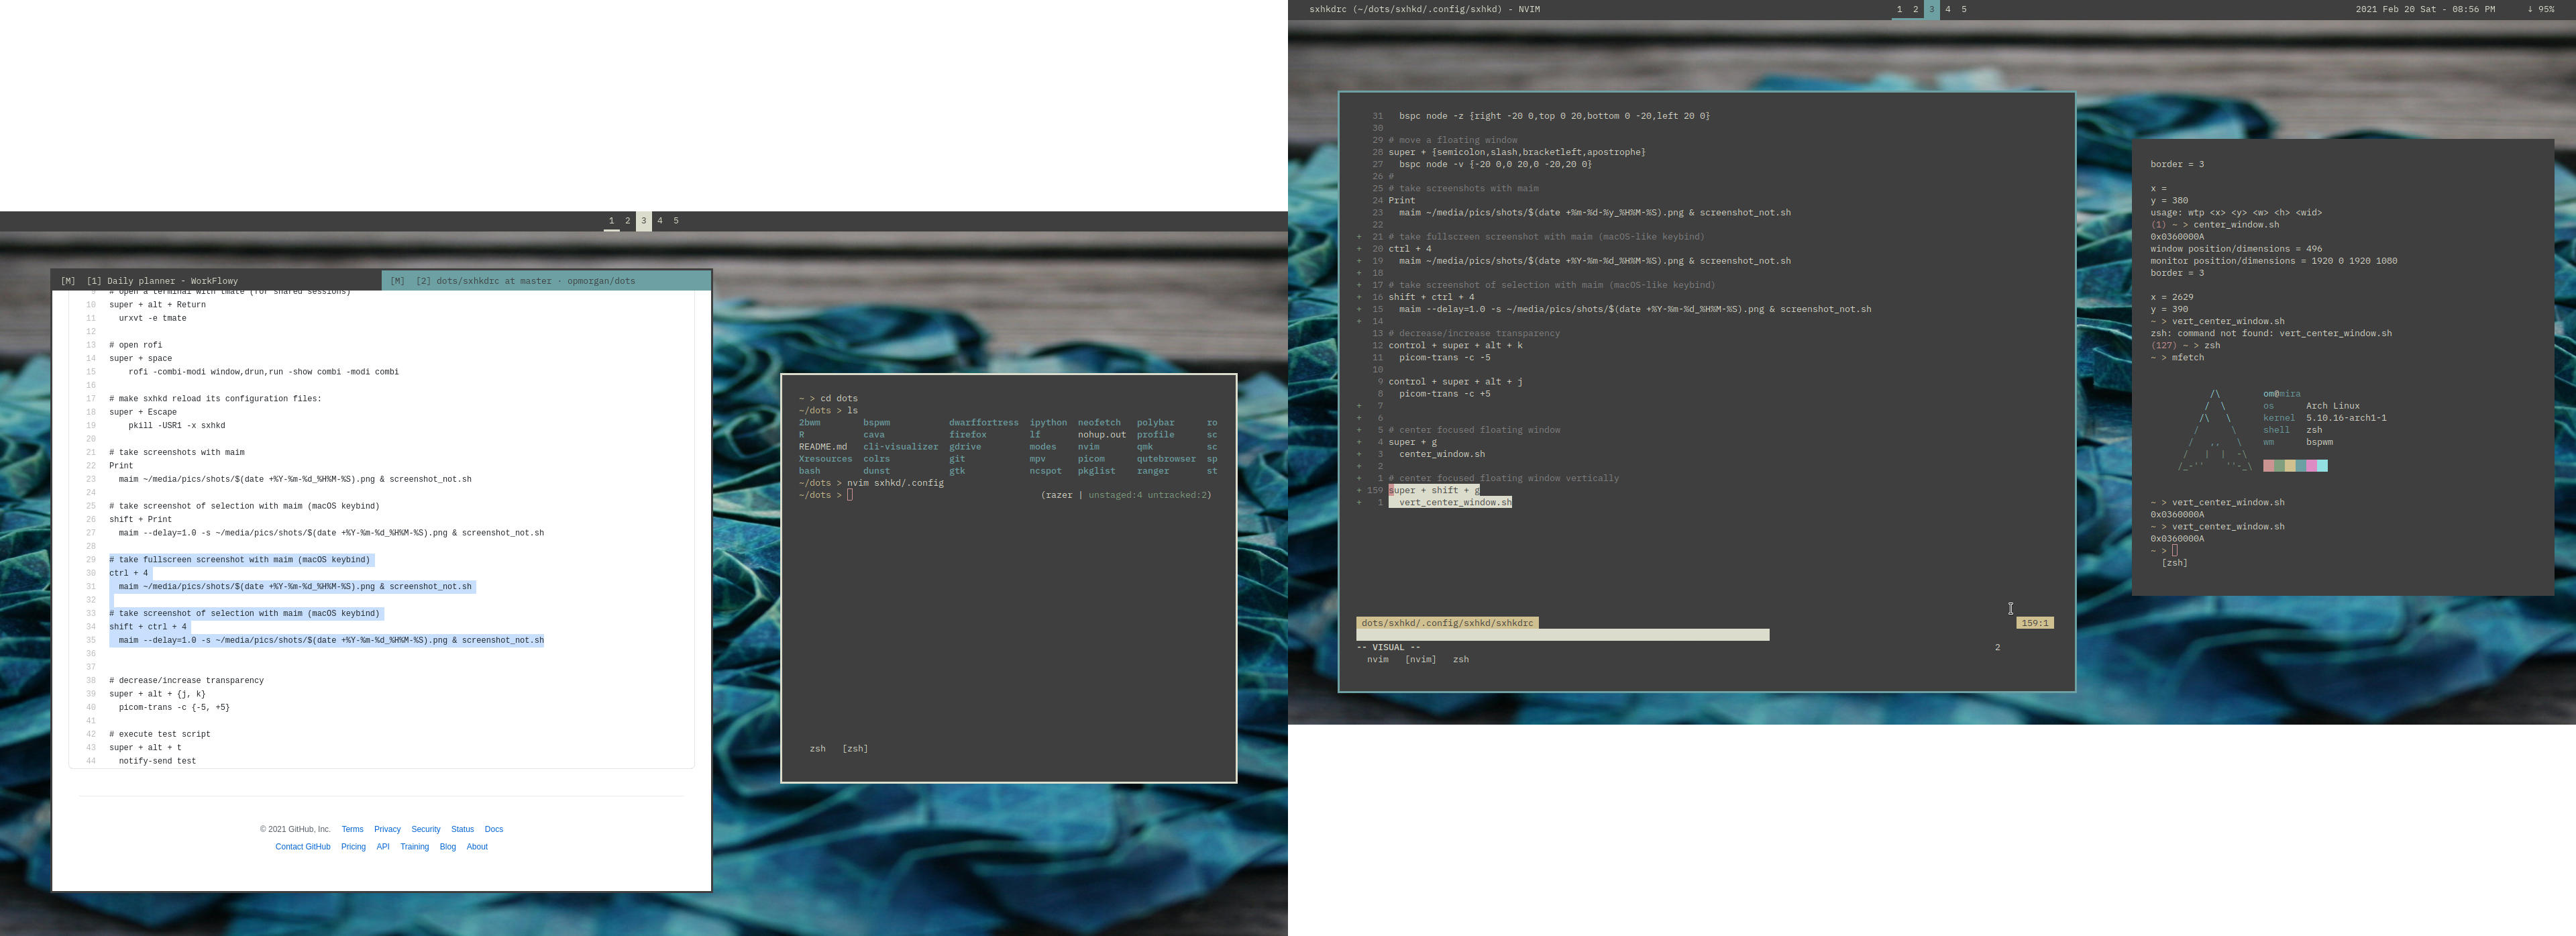 1 2 3 4 5
[M] [1] Daily planner - WorkFlowy
[M] [2] dots/sxhkdrc at master · opmorgan/dots
9 # open a terminal with tmate (for shared sessions)
10 super + alt + Return
11 urxvt -e tmate
12
13 # open rofi
14 super + space
15 rofi -combi-modi window,drun,run -show combi -modi combi
16
17 # make sxhkd reload its configuration files:
18 super + Escape
19 pkill -USR1 -x sxhkd
20
21 # take screenshots with maim
22 Print
23 maim ~/media/pics/shots/$(date +%Y-%m-%d_%H%M-%S).png & screenshot_not.sh
24
25 # take screenshot of selection with maim (macOS keybind)
26 shift + Print
27 maim --delay=1.0 -s ~/media/pics/shots/$(date +%Y-%m-%d_%H%M-%S).png & screenshot_not.sh
28
29 # take fullscreen screenshot with maim (macOS keybind)
30 ctrl + 4
31 maim ~/media/pics/shots/$(date +%Y-%m-%d_%H%M-%S).png & screenshot_not.sh
32
33 # take screenshot of selection with maim (macOS keybind)
34 shift + ctrl + 4
35 maim --delay=1.0 -s ~/media/pics/shots/$(date +%Y-%m-%d_%H%M-%S).png & screenshot_not.sh
36
37
38 # decrease/increase transparency
39 super + alt + {j, k}
40 picom-trans -c {-5, +5}
41
42 # execute test script
43 super + alt + t
44 notify-send test
© 2021 GitHub, Inc. Terms Privacy Security Status Docs
Contact GitHub Pricing API Training Blog About
~ > cd dots
~/dots > ls
2bwm bspwm dwarffortress ipython neofetch polybar ro
R cava firefox lf nohup.out profile sc
README.md cli-visualizer gdrive modes nvim qmk sc
Xresources colrs git mpv picom qutebrowser sp
bash dunst gtk ncspot pkglist ranger st
~/dots > nvim sxhkd/.config
~/dots > (razer | unstaged:4 untracked:2)
zsh [zsh]
sxhkdrc (~/dots/sxhkd/.config/sxhkd) - NVIM
1 2 3 4 5
2021 Feb 20 Sat - 08:56 PM ↓ 95%
31 bspc node -z {right -20 0,top 0 20,bottom 0 -20,left 20 0}
30
29 # move a floating window
28 super + {semicolon,slash,bracketleft,apostrophe}
27 bspc node -v {-20 0,0 20,0 -20,20 0}
26 #
25 # take screenshots with maim
24 Print
23 maim ~/media/pics/shots/$(date +%m-%d-%y_%H%M-%S).png & screenshot_not.sh
22
+ 21 # take fullscreen screenshot with maim (macOS-like keybind)
+ 20 ctrl + 4
+ 19 maim ~/media/pics/shots/$(date +%Y-%m-%d_%H%M-%S).png & screenshot_not.sh
+ 18
+ 17 # take screenshot of selection with maim (macOS-like keybind)
+ 16 shift + ctrl + 4
+ 15 maim --delay=1.0 -s ~/media/pics/shots/$(date +%Y-%m-%d_%H%M-%S).png & screenshot_not.sh
+ 14
13 # decrease/increase transparency
12 control + super + alt + k
11 picom-trans -c -5
10
9 control + super + alt + j
8 picom-trans -c +5
+ 7
+ 6
+ 5 # center focused floating window
+ 4 super + g
+ 3 center_window.sh
+ 2
+ 1 # center focused floating window vertically
+ 159 super + shift + g
+ 1 vert_center_window.sh
dots/sxhkd/.config/sxhkd/sxhkdrc 159:1
-- VISUAL -- 2
nvim [nvim] zsh
border = 3
x =
y = 380
usage: wtp <x> <y> <w> <h> <wid>
(1) ~ > center_window.sh
0x0360000A
window position/dimensions = 496
monitor position/dimensions = 1920 0 1920 1080
border = 3
x = 2629
y = 390
~ > vert_center_window.sh
zsh: command not found: vert_center_window.sh
(127) ~ > zsh
~ > mfetch
om@mira
os Arch Linux
kernel 5.10.16-arch1-1
shell zsh
wm bspwm
~ > vert_center_window.sh
0x0360000A
~ > vert_center_window.sh
0x0360000A
~ >
[zsh]